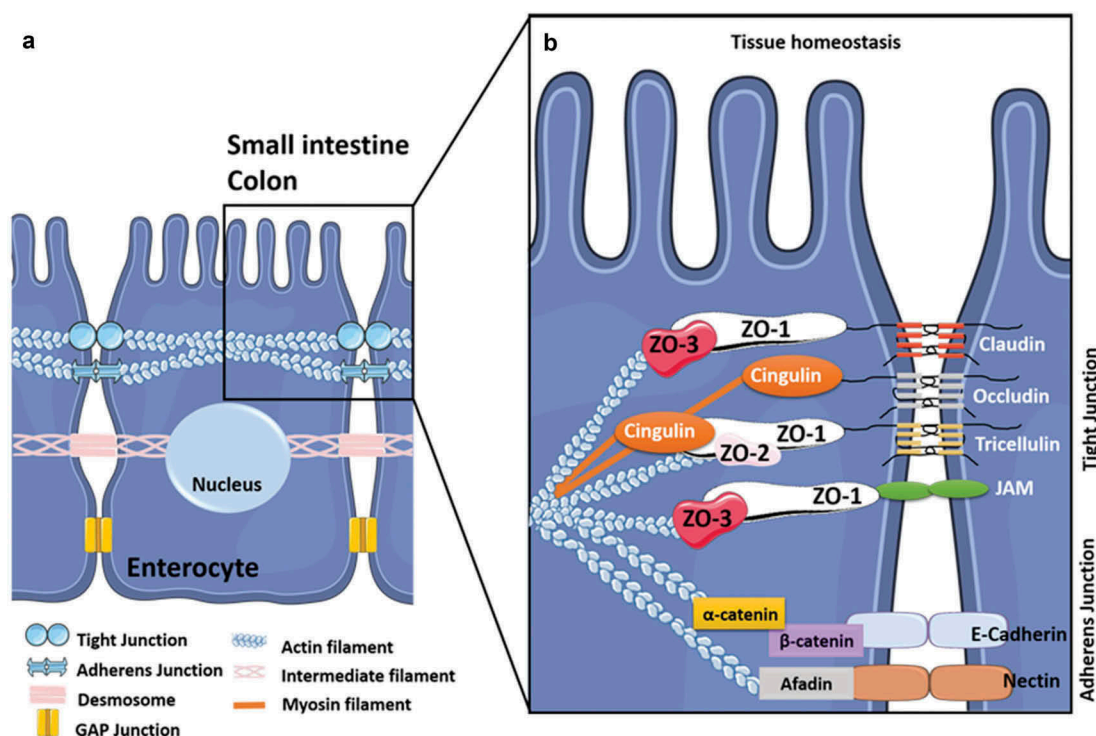 a
Small intestine
Colon
Nucleus
Enterocyte
Tight Junction
Adherens Junction
Desmosome
GAP Junction
Actin filament
Intermediate filament
Myosin filament
b
Tissue homeostasis
ZO-3
ZO-1
Claudin
Cingulin
Occludin
Cingulin
ZO-1
ZO-2
Tricellulin
ZO-3
ZO-1
JAM
Tight Junction
α-catenin
β-catenin
E-Cadherin
Afadin
Nectin
Adherens Junction